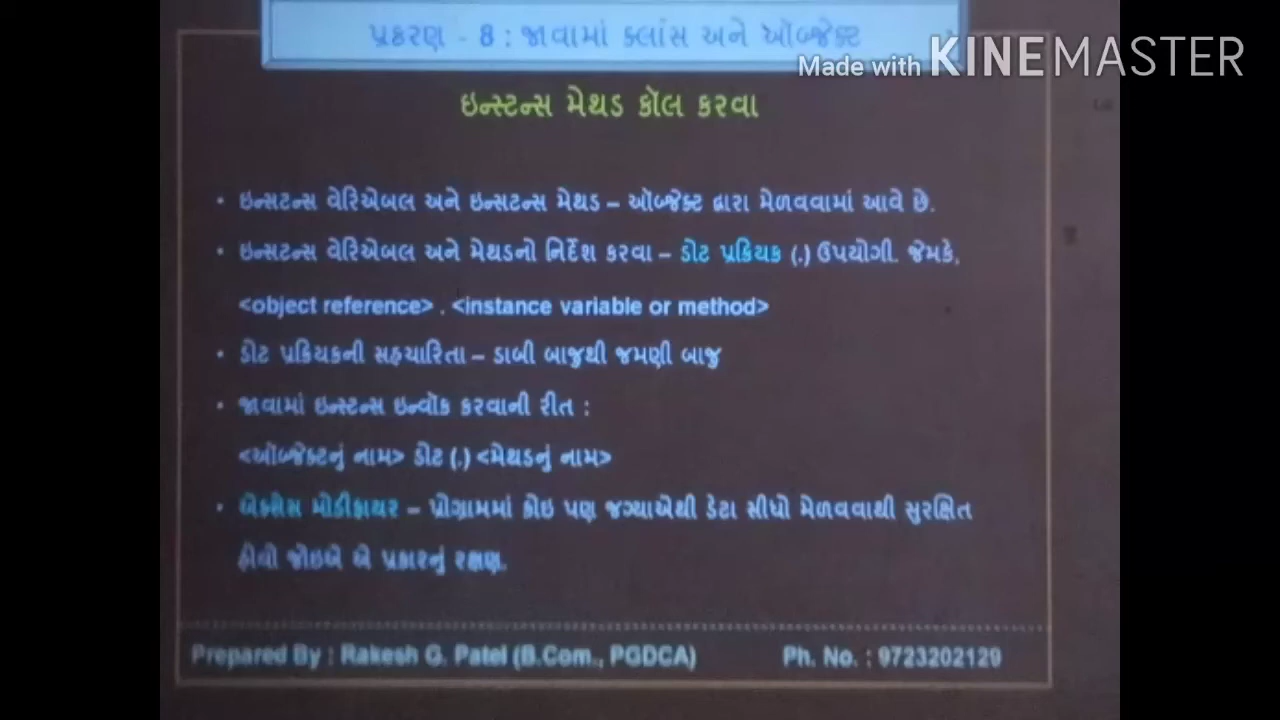 પ્રકરણ - 8 : જાવામાં ક્લાસ અને ઑબ્જેક્ટ
Made with KINEMASTER
ઇન્સ્ટન્સ મેથડ કૉલ કરવા
• ઇન્સટન્સ વેરિએબલ અને ઇન્સટન્સ મેથડ – ઑબ્જેક્ટ દ્વારા મેળવવામાં આવે છે.
• ઇન્સટન્સ વેરિએબલ અને મેથડનો નિર્દેશ કરવા – ડોટ પ્રક્રિયક (.) ઉપયોગી. જેમકે,
<object reference> . <instance variable or method>
• ડોટ પ્રક્રિયકની સહચારિતા – ડાબી બાજુથી જમણી બાજુ
• જાવામાં ઇન્સ્ટન્સ ઇન્વૉક કરવાની રીત :
<ઑબ્જેક્ટનું નામ> ડોટ (.) <મેથડનું નામ>
• એક્સેસ મોડીફાયર – પ્રોગ્રામમાં કોઇ પણ જગ્યાએથી ડેટા સીધો મેળવવાથી સુરક્ષિત
હોવો જોઇએ એ પ્રકારનું રક્ષણ.
Prepared By : Rakesh G. Patel (B.Com., PGDCA) Ph. No. : 9723202129